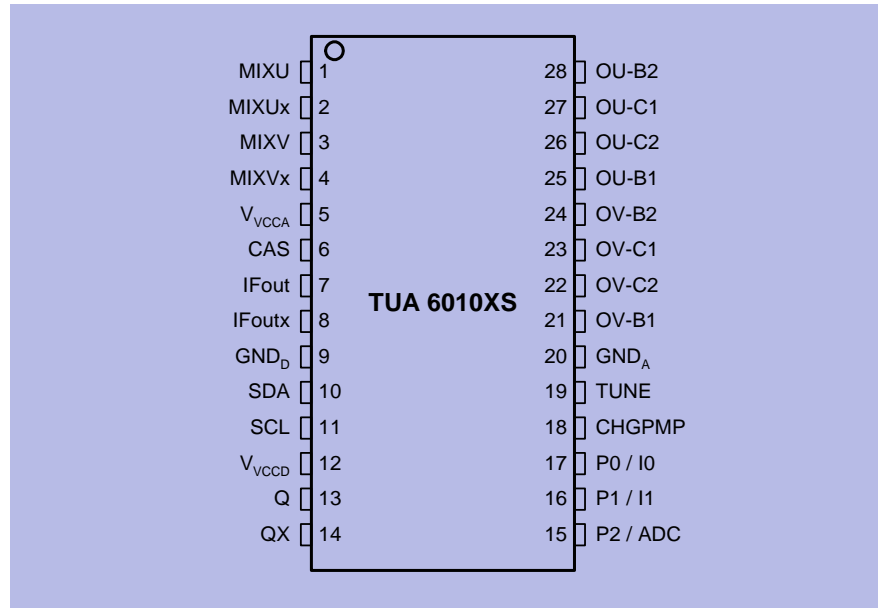 MIXU 1 28 OU-B2
MIXUx 2 27 OU-C1
MIXV 3 26 OU-C2
MIXVx 4 25 OU-B1
VVCCA 5 24 OV-B2
CAS 6 23 OV-C1
IFout 7 22 OV-C2
TUA 6010XS
IFoutx 8 21 OV-B1
GNDD 9 20 GNDA
SDA 10 19 TUNE
SCL 11 18 CHGPMP
VVCCD 12 17 P0 / I0
Q 13 16 P1 / I1
QX 14 15 P2 / ADC